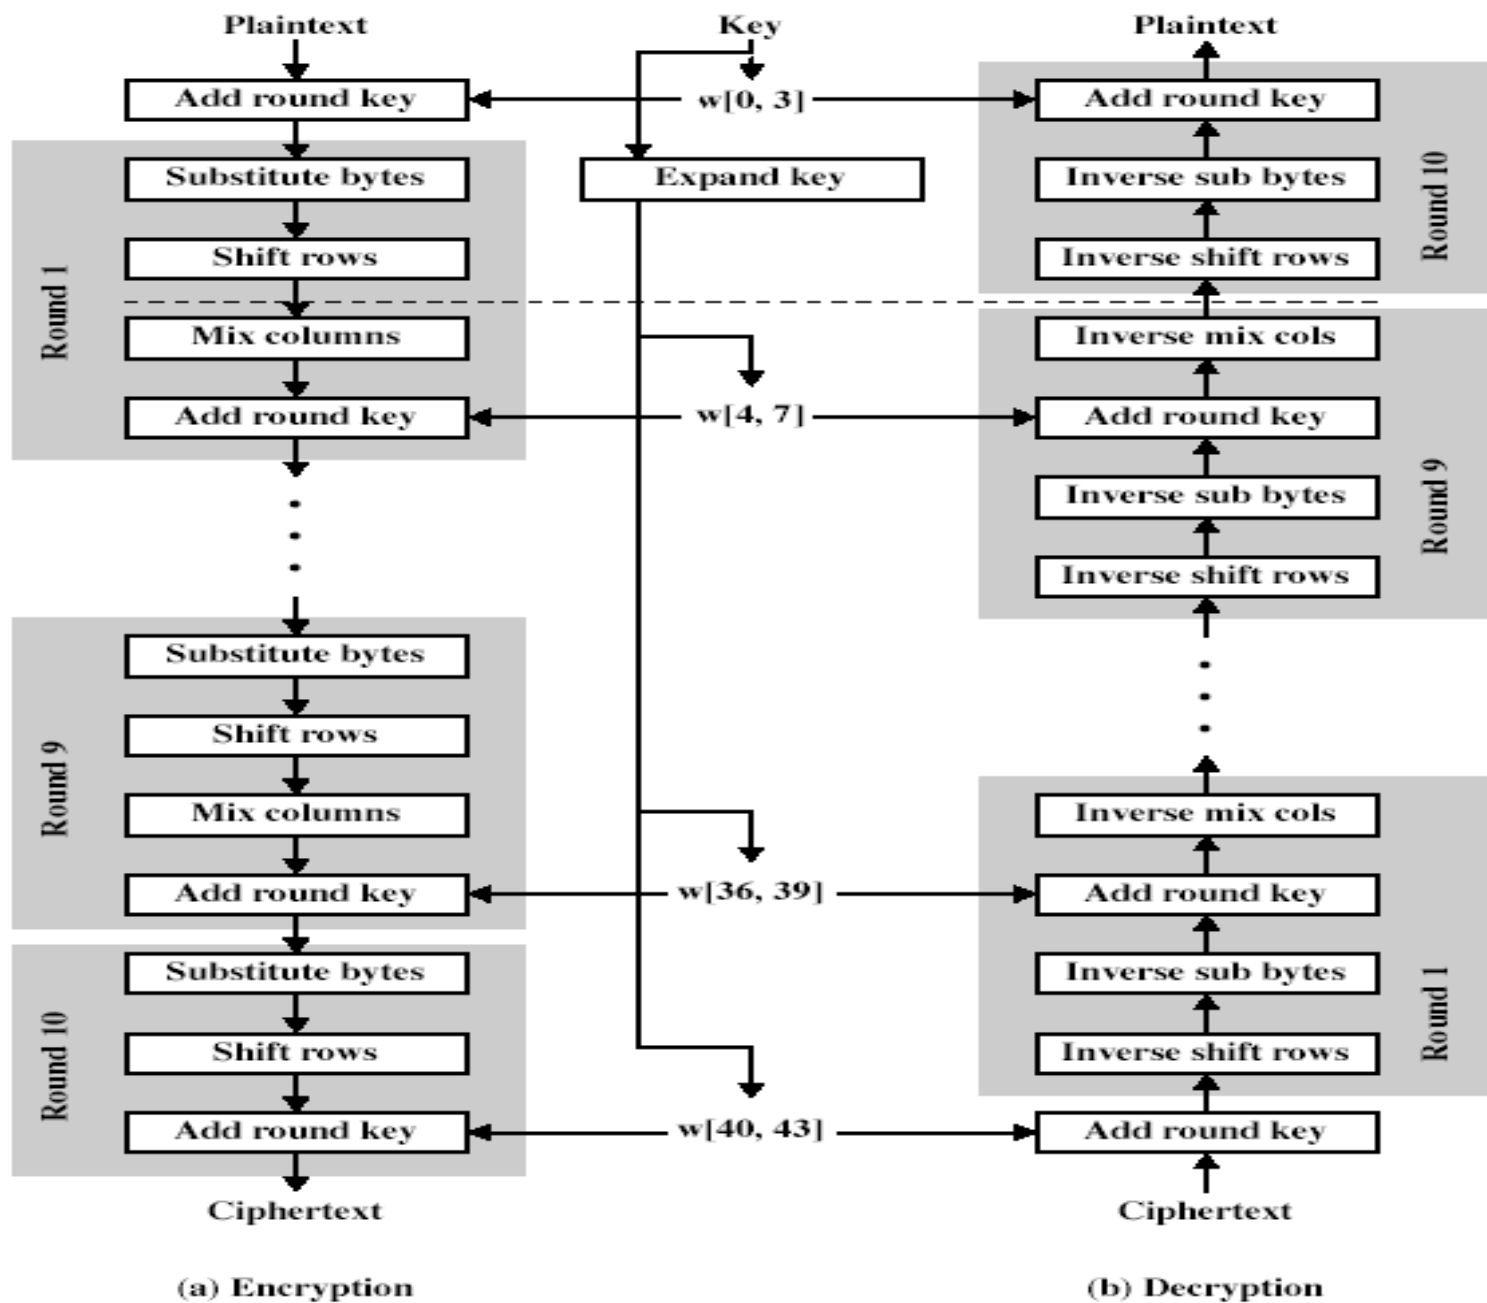 Plaintext
Key
Plaintext
Add round key
w[0, 3]
Add round key
Substitute bytes
Expand key
Inverse sub bytes
Round 10
Shift rows
Inverse shift rows
Round 1
Mix columns
Inverse mix cols
Add round key
w[4, 7]
Add round key
Round 9
Inverse sub bytes
Inverse shift rows
Substitute bytes
Shift rows
Round 9
Mix columns
Inverse mix cols
Add round key
w[36, 39]
Add round key
Substitute bytes
Inverse sub bytes
Round 1
Round 10
Shift rows
Inverse shift rows
Add round key
w[40, 43]
Add round key
Ciphertext
Ciphertext
(a) Encryption
(b) Decryption